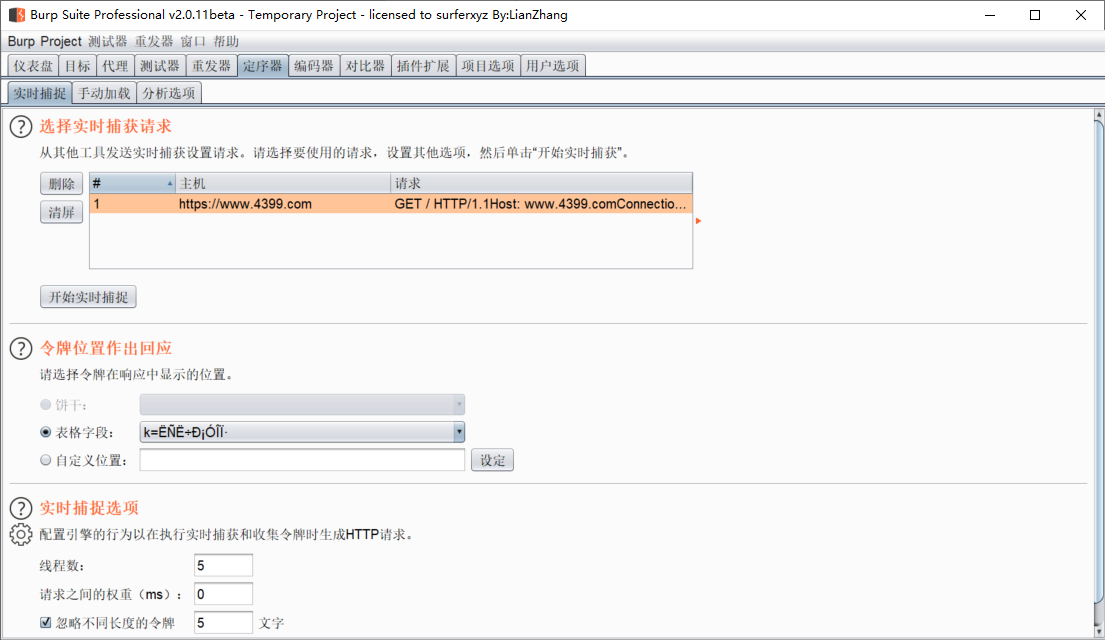 Burp Suite Professional v2.0.11beta - Temporary Project - licensed to surferxyz By:LianZhang
Burp Project 测试器 重发器 窗口 帮助
仪表盘 目标 代理 测试器 重发器 定序器 编码器 对比器 插件扩展 项目选项 用户选项
实时捕捉 手动加载 分析选项
? 选择实时捕获请求
从其他工具发送实时捕获设置请求。请选择要使用的请求，设置其他选项，然后单击“开始实时捕获”。
删除 # 主机 请求
1 https://www.4399.com GET / HTTP/1.1Host: www.4399.comConnectio...
清屏
开始实时捕捉
? 令牌位置作出回应
请选择令牌在响应中显示的位置。
饼干:
表格字段: k=ËÑË÷Ð¡ÓÎÏ·
自定义位置: 设定
? 实时捕捉选项
配置引擎的行为以在执行实时捕获和收集令牌时生成HTTP请求。
线程数: 5
请求之间的权重（ms）: 0
忽略不同长度的令牌 5 文字